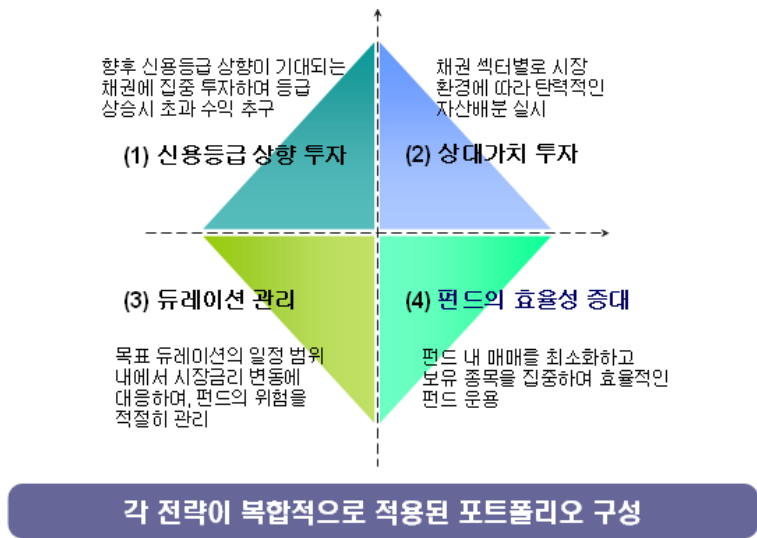 향후 신용등급 상향이 기대되는
채권에 집중 투자하며 등급
상승시 초과 수익 추구
(1) 신용등급 상향 투자
채권 섹터별로 시장
환경에 따라 탄력적인
자산배분 실시
(2) 상대가치 투자
(3) 듀레이션 관리
목표 듀레이션의 일정 범위
내에서 시장금리 변동에
대응하며, 펀드의 위험을
적절히 관리
(4) 펀드의 효율성 증대
펀드 내 매매를 최소화하고
보유 종목을 집중하며 효율적인
펀드 운용
각 전략이 복합적으로 적용된 포트폴리오 구성